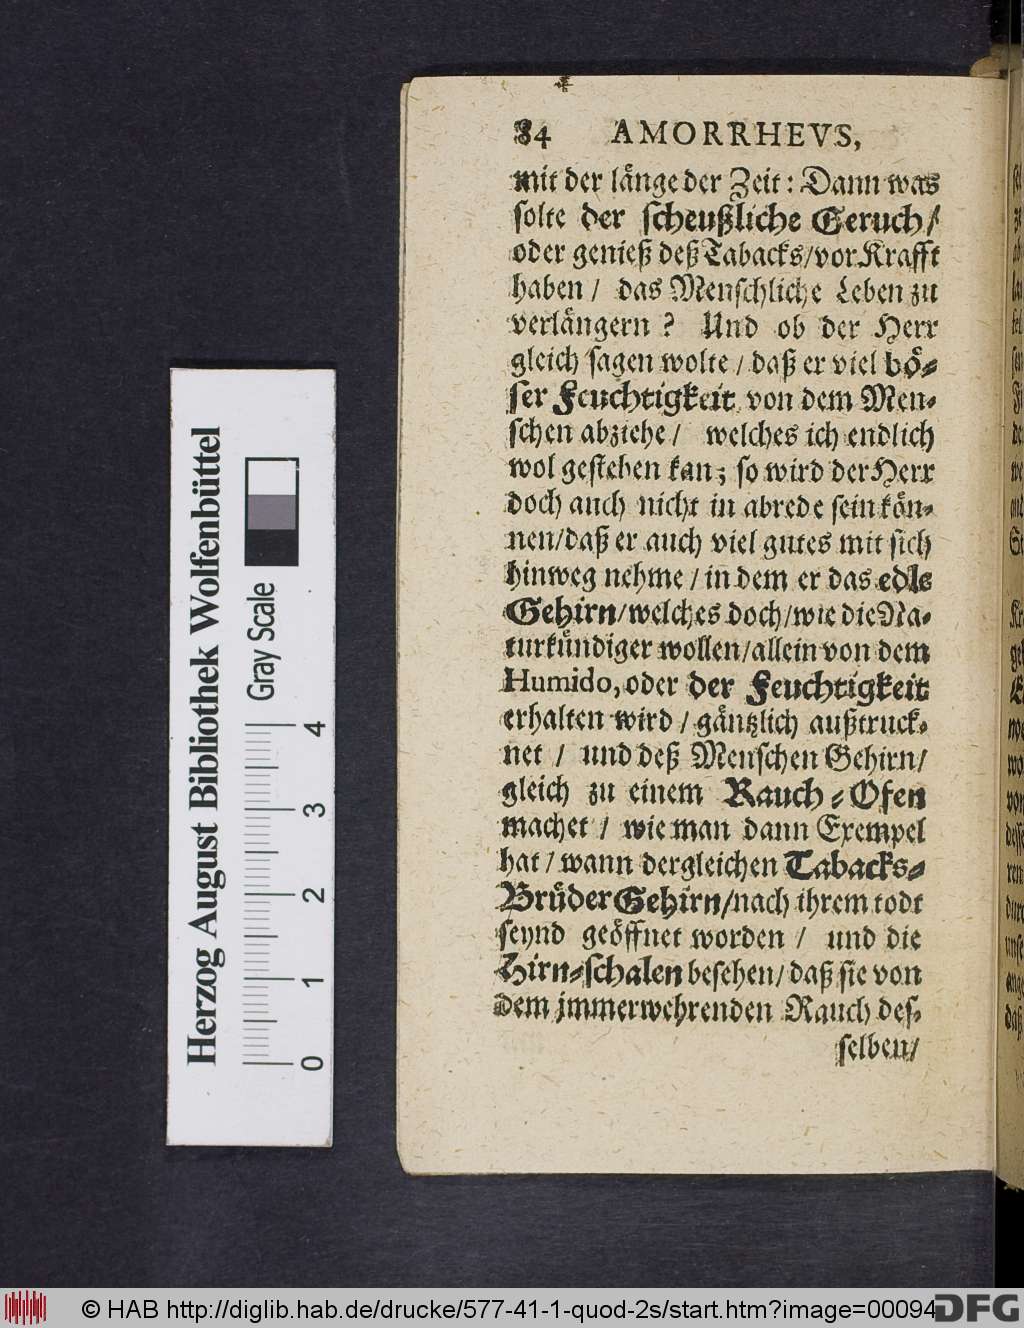 84 AMORRHEVS,
mit der länge der Zeit: Dann was
solte der scheußliche Geruch/
oder genieß deß Tabacks/vor Krafft
haben / das Menschliche Leben zu
verlängern ? Und ob der Herr
gleich sagen wolte / daß er viel bö-
ser Feuchtigkeit von dem Men-
schen abziehe / welches ich endlich
wol gestehen kan; so wird der Herr
doch auch nicht in abrede sein kön-
nen/daß er auch viel gutes mit sich
hinweg nehme / in dem er das edle
Gehirn/welches doch/wie die Na-
turkündiger wollen/allein von dem
Humido, oder der Feuchtigkeit
erhalten wird / gäntzlich außtruck-
net / und deß Menschen Gehirn/
gleich zu einem Rauch-Ofen
machet / wie man dann Exempel
hat / wann dergleichen Tabacks-
Brüder Gehirn/nach ihrem todt
seynd geöffnet worden / und die
Hirn-schalen besehen/daß sie von
dem jmmerwehrenden Rauch des-
selben/
Herzog August Bibliothek Wolfenbüttel
Gray Scale
0 1 2 3 4
© HAB http://diglib.hab.de/drucke/577-41-1-quod-2s/start.htm?image=00094
DFG